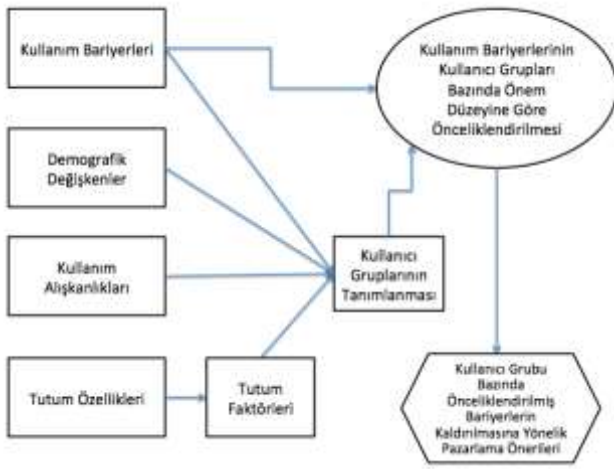 Kullanım Bariyerleri
Kullanım Bariyerlerinin
Kullanıcı Grupları
Bazında Önem
Düzeyine Göre
Önceliklendirilmesi
Demografik
Değişkenler
Kullanım
Alışkanlıkları
Kullanıcı
Gruplarının
Tanımlanması
Tutum Özellikleri
Tutum
Faktörleri
Kullanıcı Grubu
Bazında
Önceliklendirilmiş
Bariyerlerin
Kaldırılmasına Yönelik
Pazarlama Önerileri